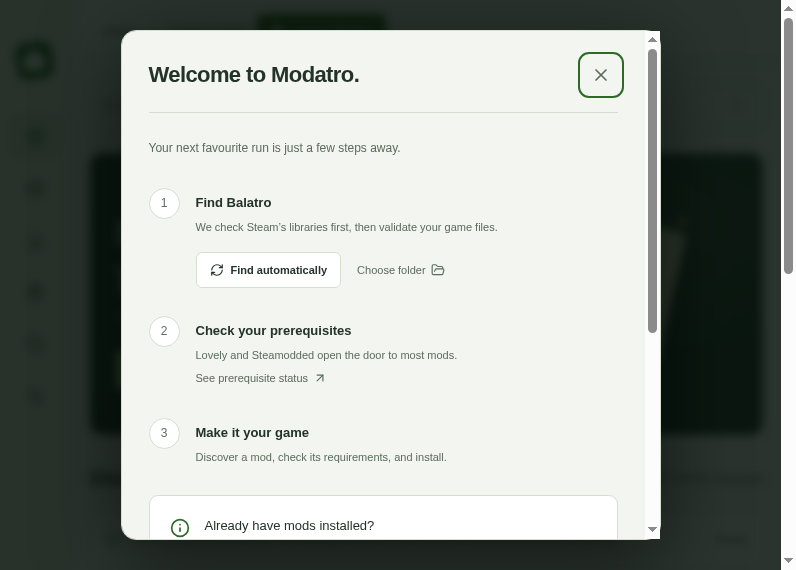 Welcome to Modatro.
Your next favourite run is just a few steps away.
1
Find Balatro
We check Steam's libraries first, then validate your game files.
Find automatically
Choose folder
2
Check your prerequisites
Lovely and Steamodded open the door to most mods.
See prerequisite status
3
Make it your game
Discover a mod, check its requirements, and install.
Already have mods installed?